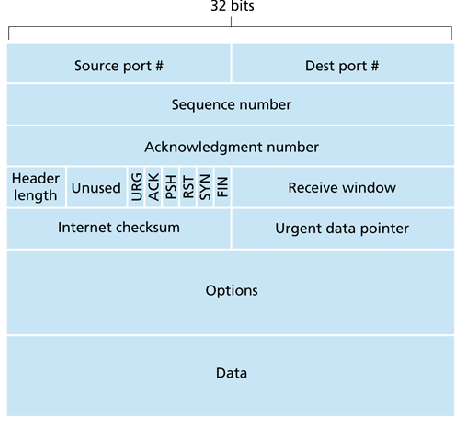 32 bits
Source port #
Dest port #
Sequence number
Acknowledgment number
Header
length
Unused
URG
ACK
PSH
RST
SYN
FIN
Receive window
Internet checksum
Urgent data pointer
Options
Data